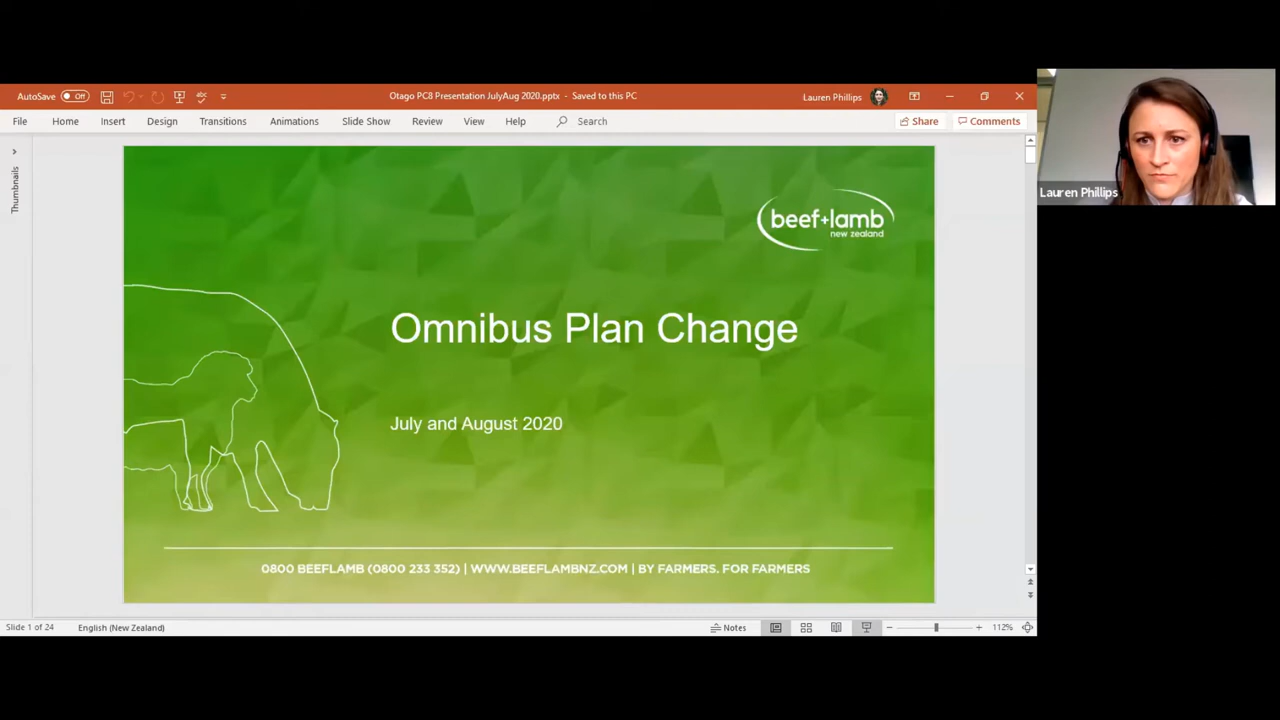 AutoSave Off
Otago PC8 Presentation JulyAug 2020.pptx - Saved to this PC
Lauren Phillips
File Home Insert Design Transitions Animations Slide Show Review View Help Search
Share Comments
Thumbnails
beef+lamb
new zealand
Omnibus Plan Change
July and August 2020
0800 BEEFLAMB (0800 233 352) | WWW.BEEFLAMBNZ.COM | BY FARMERS. FOR FARMERS
Slide 1 of 24 English (New Zealand) Notes 112%
Lauren Phillips